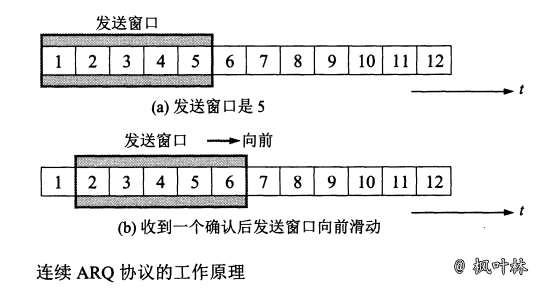 发送窗口
1 2 3 4 5 6 7 8 9 10 11 12
t
(a) 发送窗口是 5
发送窗口 向前
1 2 3 4 5 6 7 8 9 10 11 12
t
(b) 收到一个确认后发送窗口向前滑动
连续 ARQ 协议的工作原理
@ 枫叶林